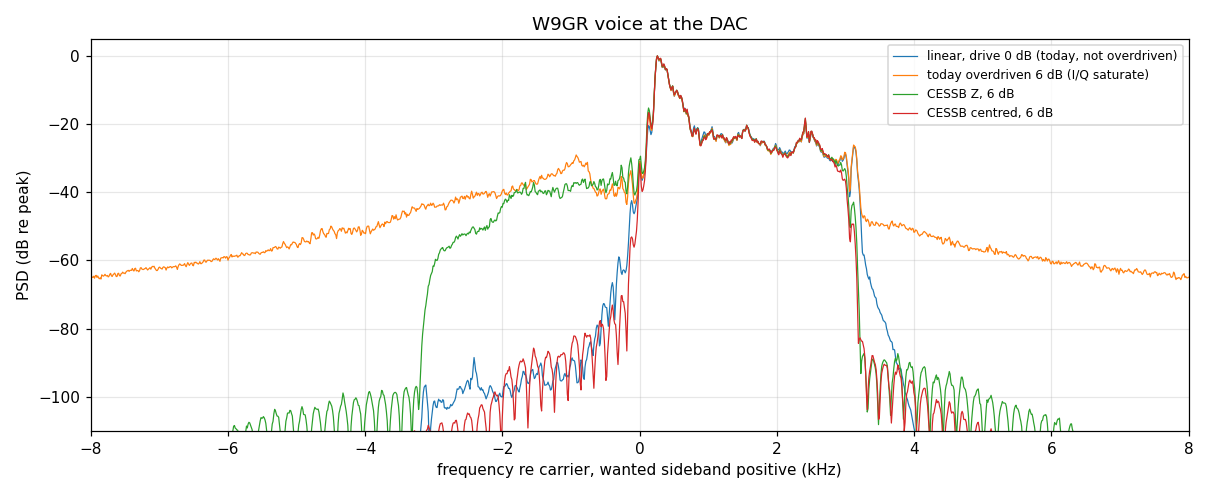 W9GR voice at the DAC
linear, drive 0 dB (today, not overdriven)
today overdriven 6 dB (I/Q saturate)
CESSB Z, 6 dB
CESSB centred, 6 dB
PSD (dB re peak)
0
−20
−40
−60
−80
−100
−8 −6 −4 −2 0 2 4 6 8
frequency re carrier, wanted sideband positive (kHz)